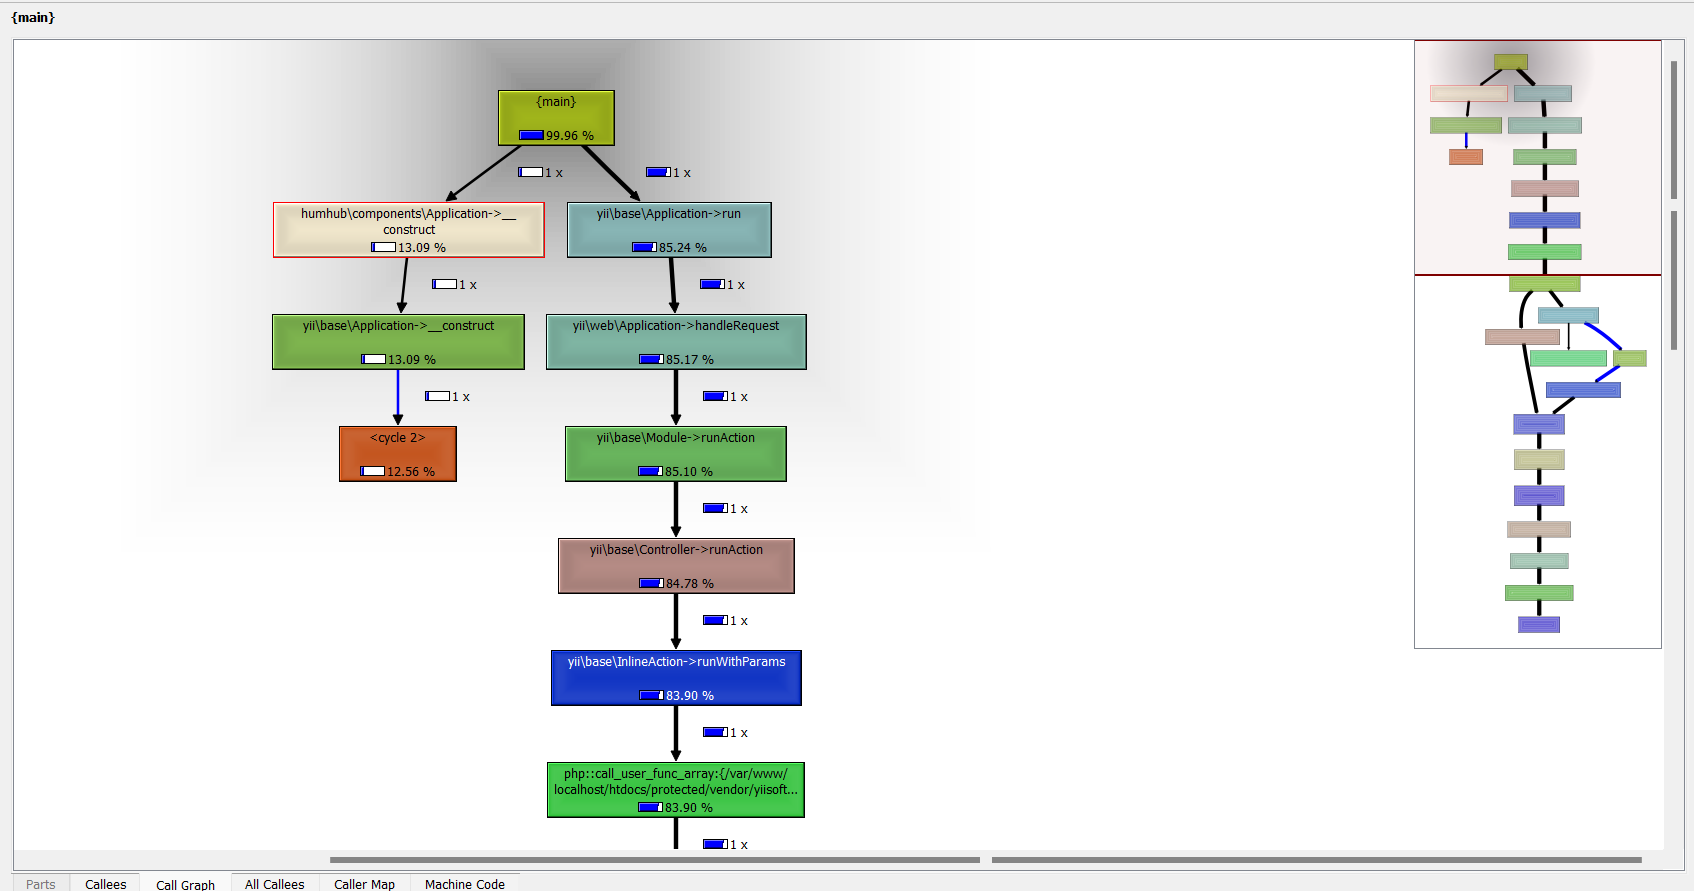 {main}
{main}
99.96 %
1 x
1 x
humhub\components\Application->__
construct
13.09 %
yii\base\Application->run
85.24 %
1 x
1 x
yii\base\Application->__construct
13.09 %
yii\web\Application->handleRequest
85.17 %
1 x
1 x
<cycle 2>
12.56 %
yii\base\Module->runAction
85.10 %
1 x
yii\base\Controller->runAction
84.78 %
1 x
yii\base\InlineAction->runWithParams
83.90 %
1 x
php::call_user_func_array:{/var/www/
localhost/htdocs/protected/vendor/yiisoft...
83.90 %
1 x
Parts Callees Call Graph All Callees Caller Map Machine Code